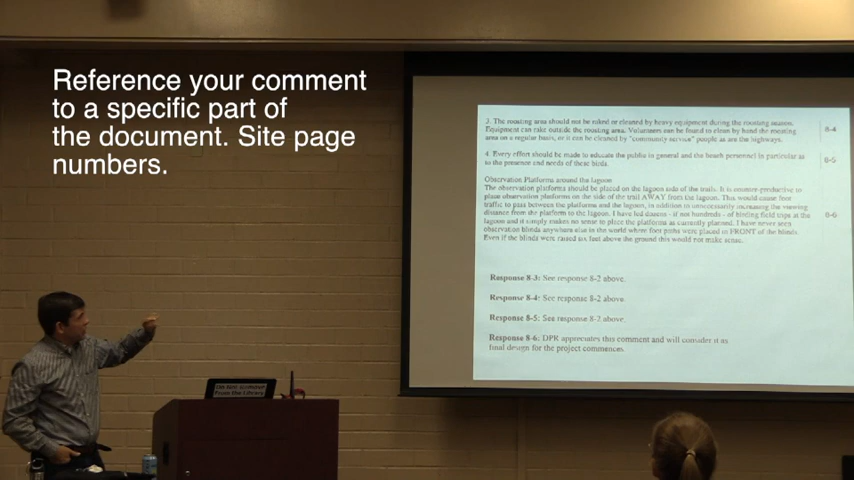 Reference your comment
to a specific part of
the document. Site page
numbers.
3. The roosting area should not be raked or cleaned by heavy equipment during the roosting season.
Equipment can rake outside the roosting area. Volunteers can be found to clean by hand the roosting
area on a regular basis, or it can be cleaned by "community service" people as are the highways.
8-4
4. Every effort should be made to educate the public in general and the beach personnel in particular as
to the presence and needs of these birds.
8-5
Observation Platforms around the lagoon
The observation platforms should be placed on the lagoon side of the trails. It is counter-productive to
place observation platforms on the side of the trail AWAY from the lagoon. This would cause foot
traffic to pass between the platforms and the lagoon, in addition to unnecessarily increasing the viewing
distance from the platform to the lagoon. I have led dozens - if not hundreds - of birding field trips at the
lagoon and it simply makes no sense to place the platforms as currently planned. I have never seen
observation blinds anywhere else in the world where foot paths were placed in FRONT of the blinds.
Even if the blinds were raised six feet above the ground this would not make sense.
8-6
Response 8-3: See response 8-2 above.
Response 8-4: See response 8-2 above.
Response 8-5: See response 8-2 above.
Response 8-6: DPR appreciates this comment and will consider it as
final design for the project commences.
From the Library